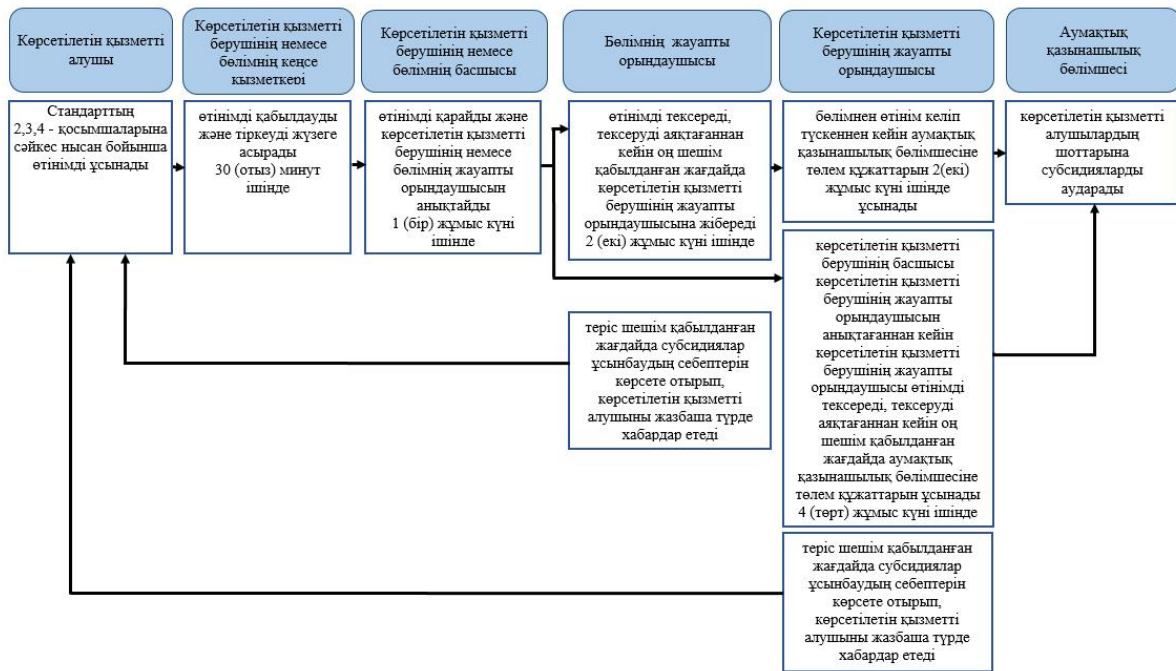 Көрсетілетін қызметті
алушы
Көрсетілетін қызметті
берушінің немесе
бөлімнің кеңсе
қызметкері
Көрсетілетін қызметті
берушінің немесе
бөлімнің басшысы
Бөлімнің жауапты
орындаушысы
Көрсетілетін қызметті
берушінің жауапты
орындаушысы
Аумақтық
қазынашылық
бөлімшесі
Стандарттың
2,3,4 - қосымшаларына
сәйкес нысан бойынша
өтінімді ұсынады
өтінімді қабылдауды
және тіркеуді жүзеге
асырады
30 (отыз) минут
ішінде
өтінімді қарайды және
көрсетілетін қызметті
берушінің немесе
бөлімнің жауапты
орындаушысын
анықтайды
1 (бір) жұмыс күні
ішінде
өтінімді тексереді,
тексеруді аяқтағаннан
кейін оң шешім
қабылданған жағдайда
көрсетілетін қызметті
берушінің жауапты
орындаушысына жібереді
2 (екі) жұмыс күні ішінде
бөлімнен өтінім келіп
түскеннен кейін аумақтық
қазынашылық бөлімшесіне
төлем құжаттарын 2(екі)
жұмыс күні ішінде
ұсынады
көрсетілетін қызметті
алушылардың
шоттарына
субсидияларды
аударады
көрсетілетін қызметті
берушінің басшысы
көрсетілетін қызметті
берушінің жауапты
орындаушысын
анықтағаннан кейін
көрсетілетін қызметті
берушінің жауапты
орындаушысы өтінімді
тексереді, тексеруді
аяқтағаннан кейін оң
шешім қабылданған
жағдайда аумақтық
қазынашылық бөлімшесіне
төлем құжаттарын ұсынады
4 (төрт) жұмыс күні ішінде
теріс шешім қабылданған
жағдайда субсидиялар
ұсынбаудың себептерін
көрсете отырып,
көрсетілетін қызметті
алушыны жазбаша түрде
хабардар етеді
теріс шешім қабылданған
жағдайда субсидиялар
ұсынбаудың себептерін
көрсете отырып,
көрсетілетін қызметті
алушыны жазбаша түрде
хабардар етеді